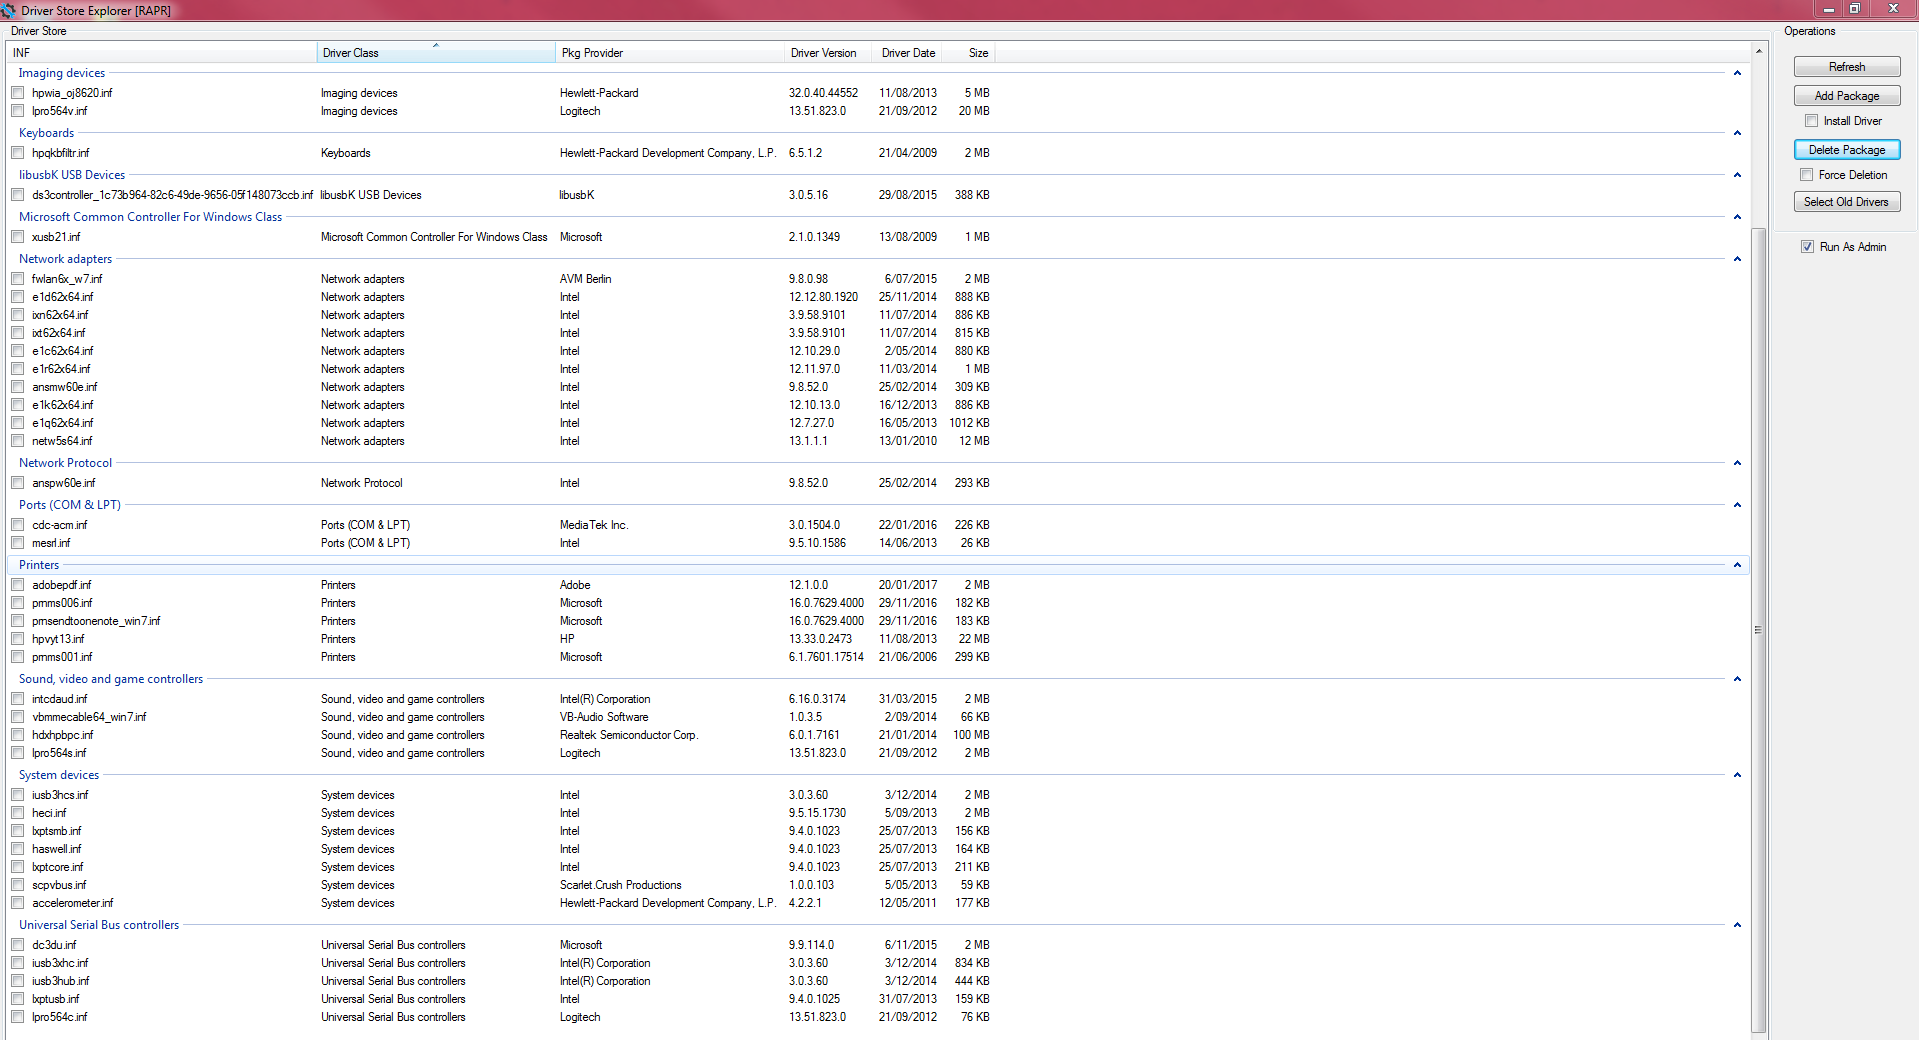 Driver Store Explorer [RAPR]
Driver Store
Operations
INF Driver Class Pkg Provider Driver Version Driver Date Size
Imaging devices
hpwia_oj8620.inf Imaging devices Hewlett-Packard 32.0.40.44552 11/08/2013 5 MB
lpro564v.inf Imaging devices Logitech 13.51.823.0 21/09/2012 20 MB
Keyboards
hpqkbfiltr.inf Keyboards Hewlett-Packard Development Company, L.P. 6.5.1.2 21/04/2009 2 MB
libusbK USB Devices
ds3controller_1c73b964-82c6-49de-9656-05f148073ccb.inf libusbK USB Devices libusbK 3.0.5.16 29/08/2015 388 KB
Microsoft Common Controller For Windows Class
xusb21.inf Microsoft Common Controller For Windows Class Microsoft 2.1.0.1349 13/08/2009 1 MB
Network adapters
fwlan6x_w7.inf Network adapters AVM Berlin 9.8.0.98 6/07/2015 2 MB
e1d62x64.inf Network adapters Intel 12.12.80.1920 25/11/2014 888 KB
ixn62x64.inf Network adapters Intel 3.9.58.9101 11/07/2014 886 KB
ixt62x64.inf Network adapters Intel 3.9.58.9101 11/07/2014 815 KB
e1c62x64.inf Network adapters Intel 12.10.29.0 2/05/2014 880 KB
e1r62x64.inf Network adapters Intel 12.11.97.0 11/03/2014 1 MB
ansmw60e.inf Network adapters Intel 9.8.52.0 25/02/2014 309 KB
e1k62x64.inf Network adapters Intel 12.10.13.0 16/12/2013 886 KB
e1q62x64.inf Network adapters Intel 12.7.27.0 16/05/2013 1012 KB
netw5s64.inf Network adapters Intel 13.1.1.1 13/01/2010 12 MB
Network Protocol
anspw60e.inf Network Protocol Intel 9.8.52.0 25/02/2014 293 KB
Ports (COM & LPT)
cdc-acm.inf Ports (COM & LPT) MediaTek Inc. 3.0.1504.0 22/01/2016 226 KB
mesrl.inf Ports (COM & LPT) Intel 9.5.10.1586 14/06/2013 26 KB
Printers
adobepdf.inf Printers Adobe 12.1.0.0 20/01/2017 2 MB
prnms006.inf Printers Microsoft 16.0.7629.4000 29/11/2016 182 KB
prnsendtoonenote_win7.inf Printers Microsoft 16.0.7629.4000 29/11/2016 183 KB
hpvyt13.inf Printers HP 13.33.0.2473 11/08/2013 22 MB
prnms001.inf Printers Microsoft 6.1.7601.17514 21/06/2006 299 KB
Sound, video and game controllers
intcdaud.inf Sound, video and game controllers Intel(R) Corporation 6.16.0.3174 31/03/2015 2 MB
vbmmecable64_win7.inf Sound, video and game controllers VB-Audio Software 1.0.3.5 2/09/2014 66 KB
hdxhpbpc.inf Sound, video and game controllers Realtek Semiconductor Corp. 6.0.1.7161 21/01/2014 100 MB
lpro564s.inf Sound, video and game controllers Logitech 13.51.823.0 21/09/2012 2 MB
System devices
iusb3hcs.inf System devices Intel 3.0.3.60 3/12/2014 2 MB
heci.inf System devices Intel 9.5.15.1730 5/09/2013 2 MB
lxptsmb.inf System devices Intel 9.4.0.1023 25/07/2013 156 KB
haswell.inf System devices Intel 9.4.0.1023 25/07/2013 164 KB
lxptcore.inf System devices Intel 9.4.0.1023 25/07/2013 211 KB
scpvbus.inf System devices Scarlet.Crush Productions 1.0.0.103 5/05/2013 59 KB
accelerometer.inf System devices Hewlett-Packard Development Company, L.P. 4.2.2.1 12/05/2011 177 KB
Universal Serial Bus controllers
dc3du.inf Universal Serial Bus controllers Microsoft 9.9.114.0 6/11/2015 2 MB
iusb3xhc.inf Universal Serial Bus controllers Intel(R) Corporation 3.0.3.60 3/12/2014 834 KB
iusb3hub.inf Universal Serial Bus controllers Intel(R) Corporation 3.0.3.60 3/12/2014 444 KB
lxptusb.inf Universal Serial Bus controllers Intel 9.4.0.1025 31/07/2013 159 KB
lpro564c.inf Universal Serial Bus controllers Logitech 13.51.823.0 21/09/2012 76 KB
Refresh
Add Package
Install Driver
Delete Package
Force Deletion
Select Old Drivers
Run As Admin